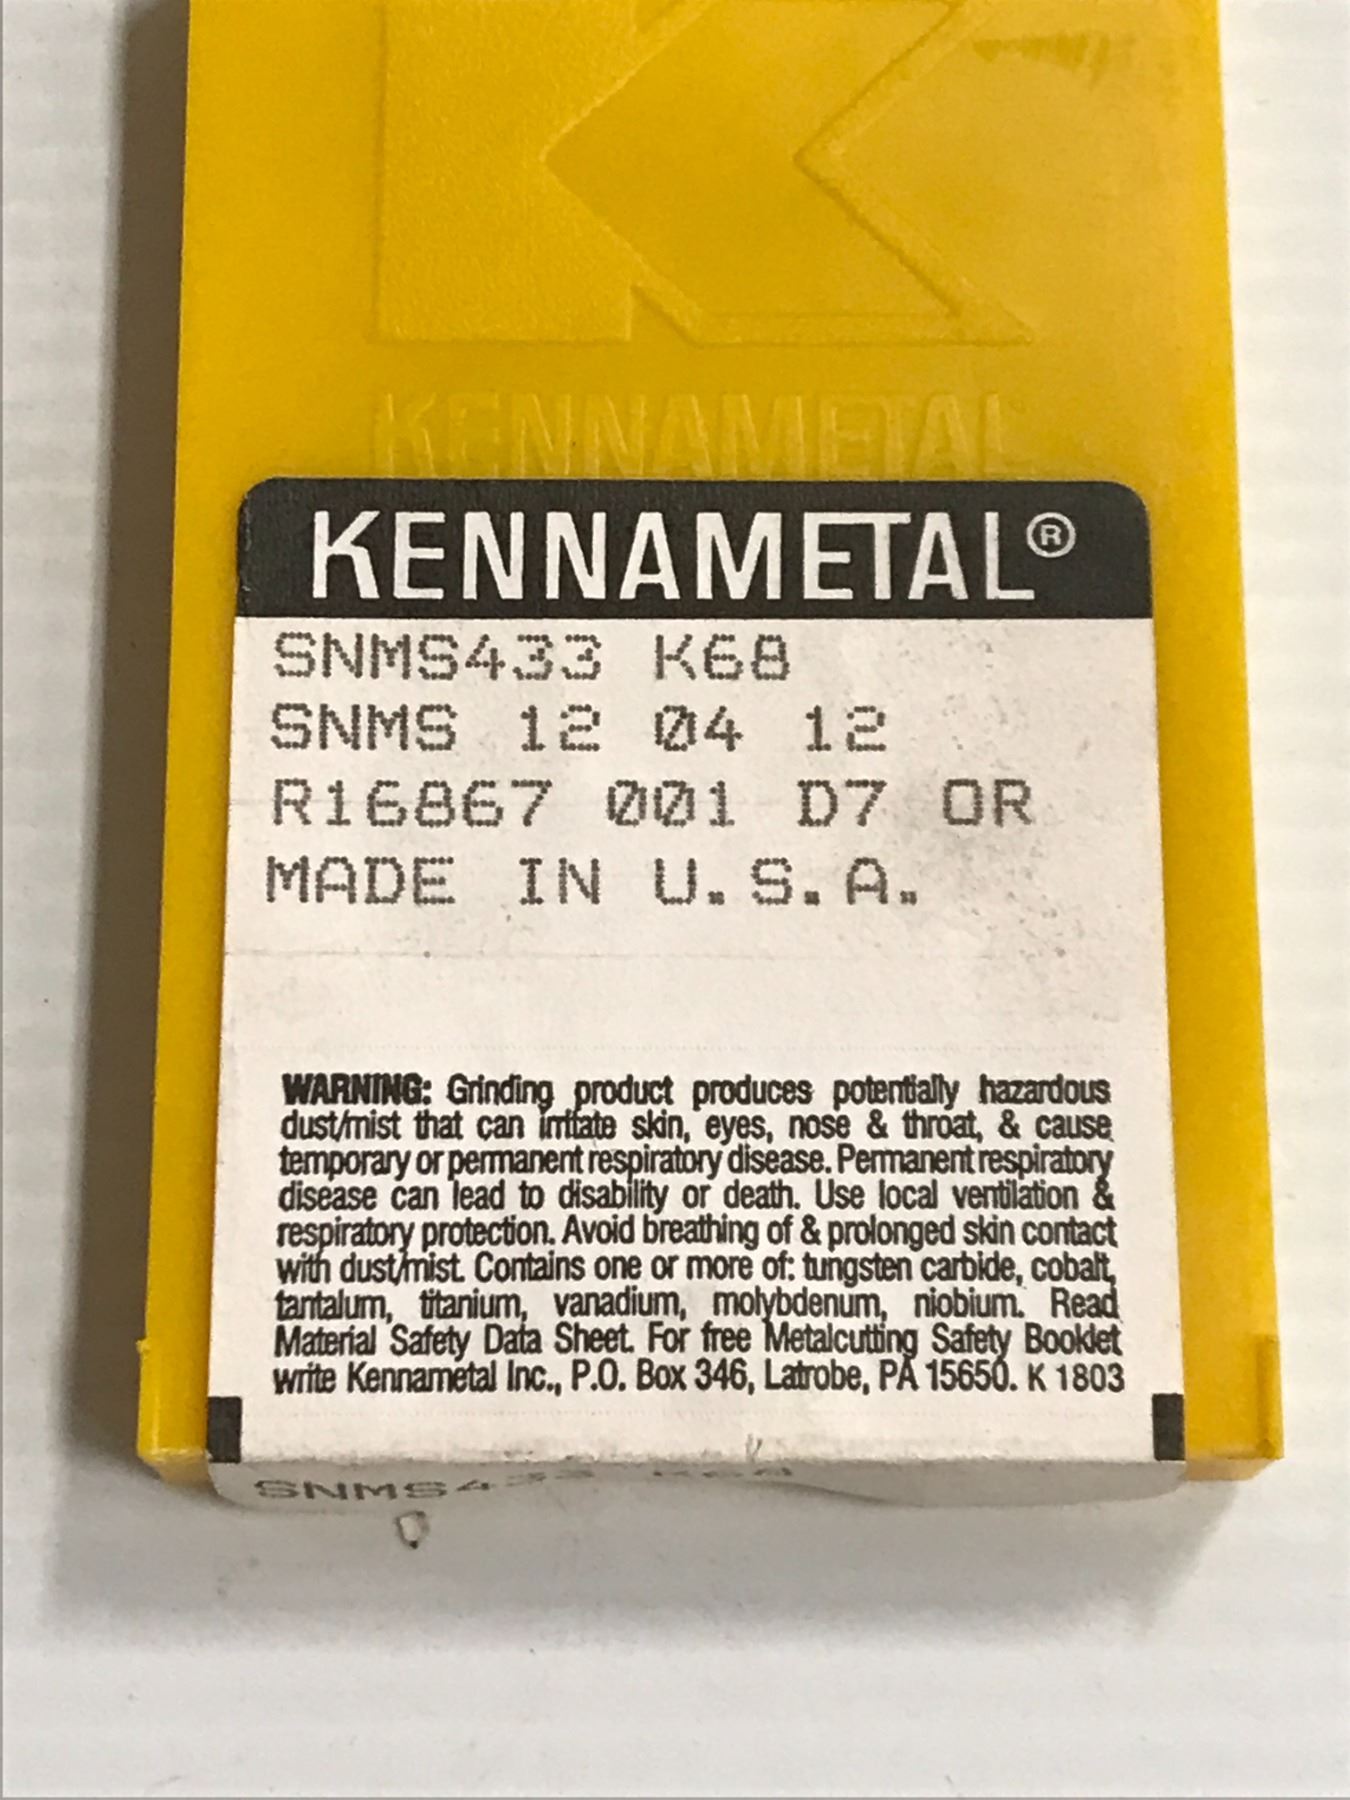 KENNAMETAL
KENNAMETAL®
SNMS433 K68
SNMS 12 04 12
R16867 001 D7 OR
MADE IN U.S.A.
WARNING: Grinding product produces potentially hazardous
dust/mist that can irritate skin, eyes, nose & throat, & cause
temporary or permanent respiratory disease. Permanent respiratory
disease can lead to disability or death. Use local ventilation &
respiratory protection. Avoid breathing of & prolonged skin contact
with dust/mist. Contains one or more of: tungsten carbide, cobalt,
tantalum, titanium, vanadium, molybdenum, niobium. Read
Material Safety Data Sheet. For free Metalcutting Safety Booklet
write Kennametal Inc., P.O. Box 346, Latrobe, PA 15650. K 1803
SNMS433 K68